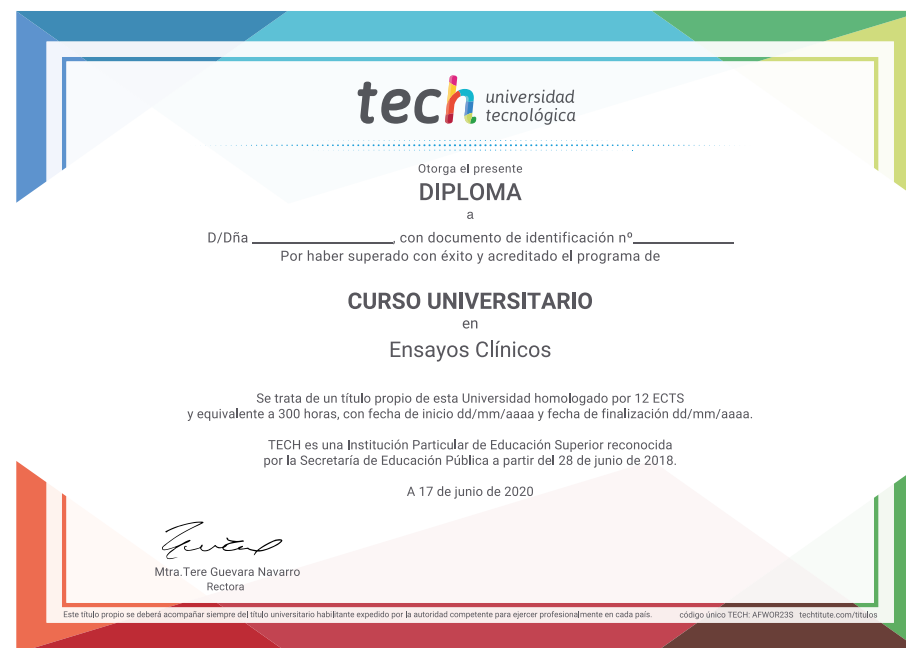 tech universidad
tecnológica
Otorga el presente
DIPLOMA
a
D/Dña ____________________, con documento de identificación nº______________
Por haber superado con éxito y acreditado el programa de
CURSO UNIVERSITARIO
en
Ensayos Clínicos
Se trata de un título propio de esta Universidad homologado por 12 ECTS
y equivalente a 300 horas, con fecha de inicio dd/mm/aaaa y fecha de finalización dd/mm/aaaa.
TECH es una Institución Particular de Educación Superior reconocida
por la Secretaría de Educación Pública a partir del 28 de junio de 2018.
A 17 de junio de 2020
Mtra.Tere Guevara Navarro
Rectora
Este título propio se deberá acompañar siempre del título universitario habilitante expedido por la autoridad competente para ejercer profesionalmente en cada país. código único TECH: AFWOR23S techtitute.com/titulos